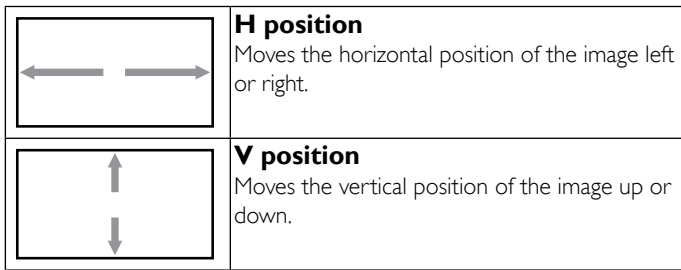 H position
Moves the horizontal position of the image left
or right.
V position
Moves the vertical position of the image up or
down.